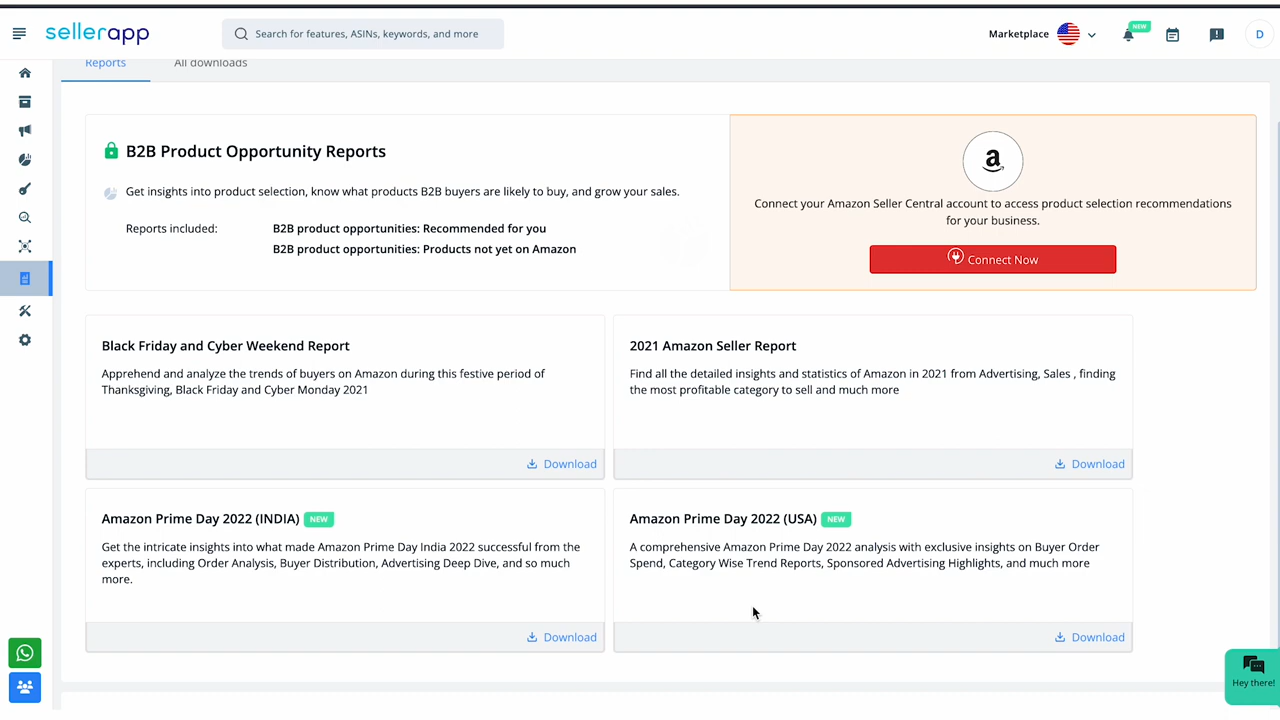 sellerapp
Search for features, ASINs, keywords, and more
Marketplace
NEW
D
Reports
All downloads
B2B Product Opportunity Reports
Get insights into product selection, know what products B2B buyers are likely to buy, and grow your sales.
Reports included:
B2B product opportunities: Recommended for you
B2B product opportunities: Products not yet on Amazon
a
Connect your Amazon Seller Central account to access product selection recommendations
for your business.
Connect Now
Black Friday and Cyber Weekend Report
Apprehend and analyze the trends of buyers on Amazon during this festive period of
Thanksgiving, Black Friday and Cyber Monday 2021
Download
2021 Amazon Seller Report
Find all the detailed insights and statistics of Amazon in 2021 from Advertising, Sales , finding
the most profitable category to sell and much more
Download
Amazon Prime Day 2022 (INDIA) NEW
Get the intricate insights into what made Amazon Prime Day India 2022 successful from the
experts, including Order Analysis, Buyer Distribution, Advertising Deep Dive, and so much
more.
Download
Amazon Prime Day 2022 (USA) NEW
A comprehensive Amazon Prime Day 2022 analysis with exclusive insights on Buyer Order
Spend, Category Wise Trend Reports, Sponsored Advertising Highlights, and much more
Download
Hey there!